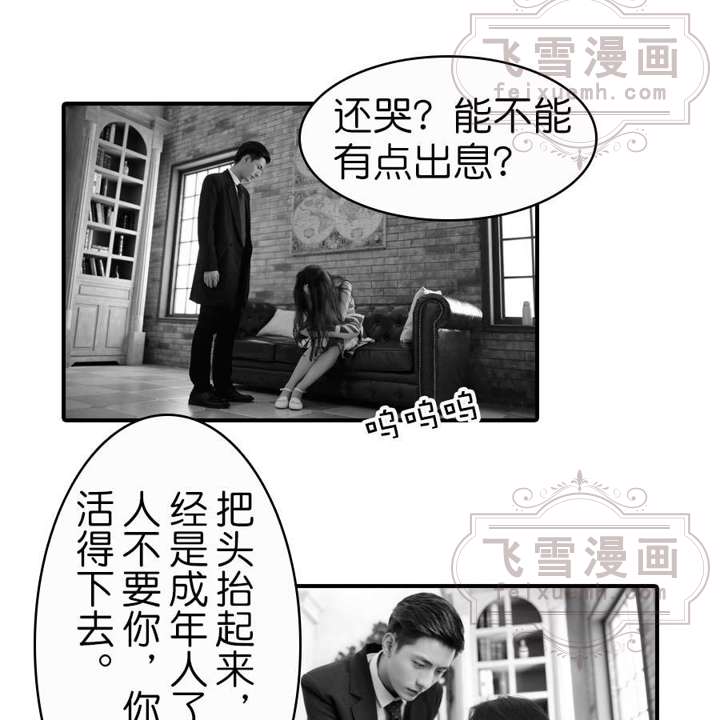 飞雪漫画
feixuemh.com
还哭？能不能
有点出息？
呜呜呜
把头抬起来，
经是成年人了
人不要你，你
活得下去。
飞雪漫画
feixuemh.com